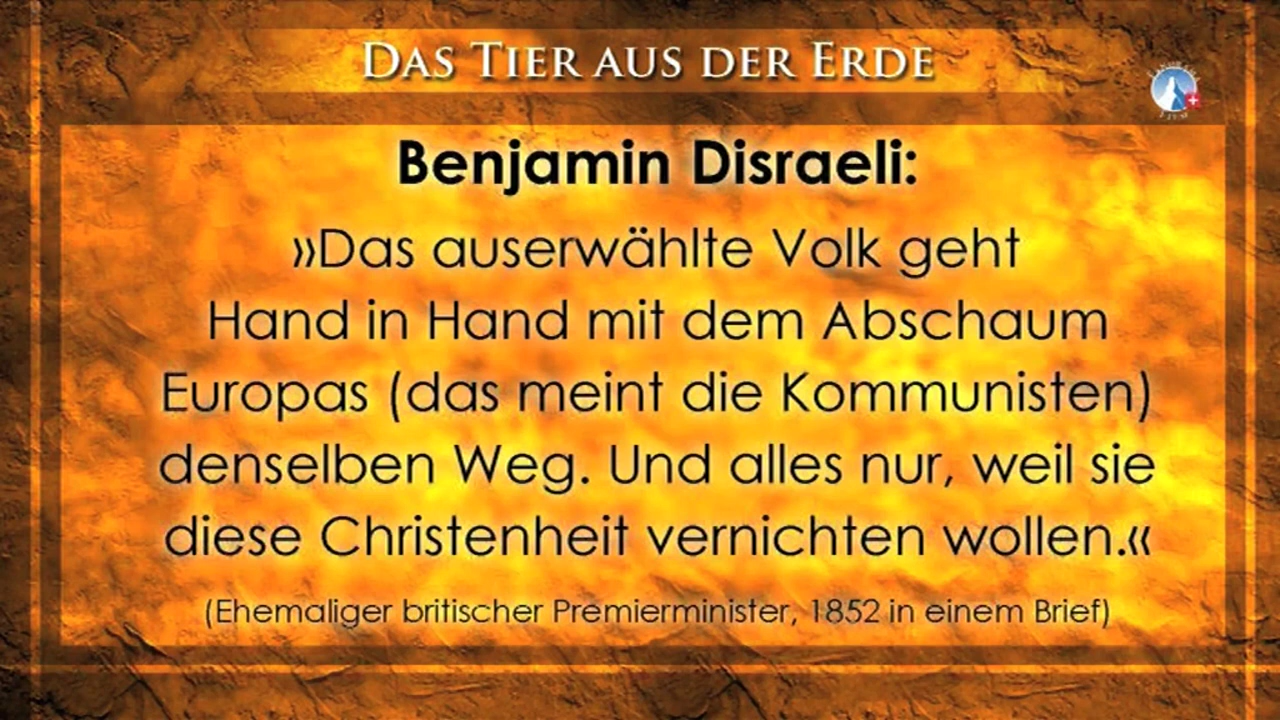 Das Tier aus der Erde
Benjamin Disraeli:
»Das auserwählte Volk geht
Hand in Hand mit dem Abschaum
Europas (das meint die Kommunisten)
denselben Weg. Und alles nur, weil sie
diese Christenheit vernichten wollen.«
(Ehemaliger britischer Premierminister, 1852 in einem Brief)